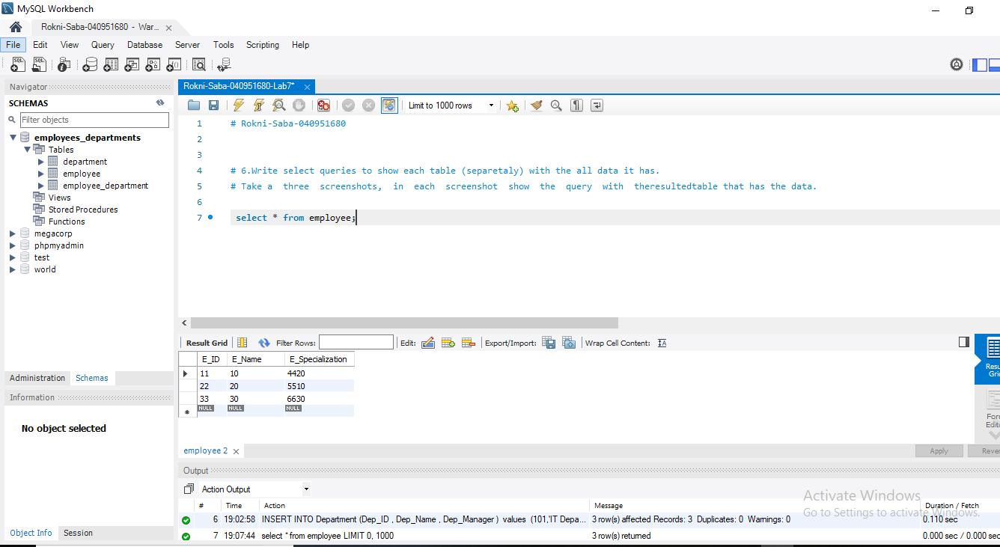 MySQL Workbench
Rokni-Saba-040951680 - War... ×
File Edit View Query Database Server Tools Scripting Help
Navigator
SCHEMAS
Filter objects
employees_departments
Tables
department
employee
employee_department
Views
Stored Procedures
Functions
megacorp
phpmyadmin
test
world
Administration Schemas
Information
No object selected
Object Info Session
Rokni-Saba-040951680-Lab7* ×
Limit to 1000 rows
1 # Rokni-Saba-040951680
2
3
4 # 6.Write select queries to show each table (separetaly) with the all data it has.
5 # Take a three screenshots, in each screenshot show the query with theresultedtable that has the data.
6
7 select * from employee;
Result Grid Filter Rows: Edit: Export/Import: Wrap Cell Content:
E_ID E_Name E_Specialization
11 10 4420
22 20 5510
33 30 6630
NULL NULL NULL
Resu
Gri
For
Edit
employee 2 ×
Apply Rever
Output
Action Output
# Time Action Message Duration / Fetch
6 19:02:58 INSERT INTO Department (Dep_ID , Dep_Name , Dep_Manager ) values (101,'IT Depa... 3 row(s) affected Records: 3 Duplicates: 0 Warnings: 0 0.110 sec
7 19:07:44 select * from employee LIMIT 0, 1000 3 row(s) returned 0.000 sec / 0.000 sec
Activate Windows
Go to Settings to activate Windows.